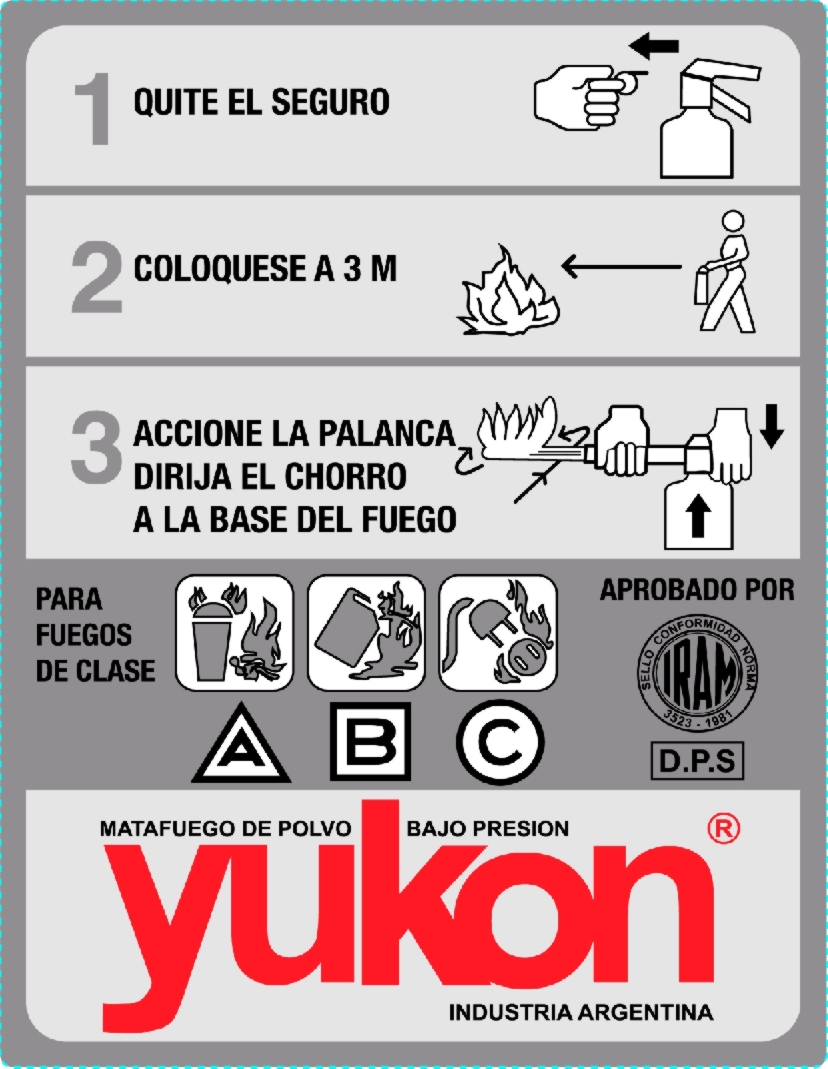 1
QUITE EL SEGURO
2
COLOQUESE A 3 M
3
ACCIONE LA PALANCA
DIRIJA EL CHORRO
A LA BASE DEL FUEGO
PARA
FUEGOS
DE CLASE
A B C
APROBADO POR
SELLO CONFORMIDAD NORMA
IRAM
3523 - 1981
D.P.S
MATAFUEGO DE POLVO BAJO PRESION
yukon®
INDUSTRIA ARGENTINA